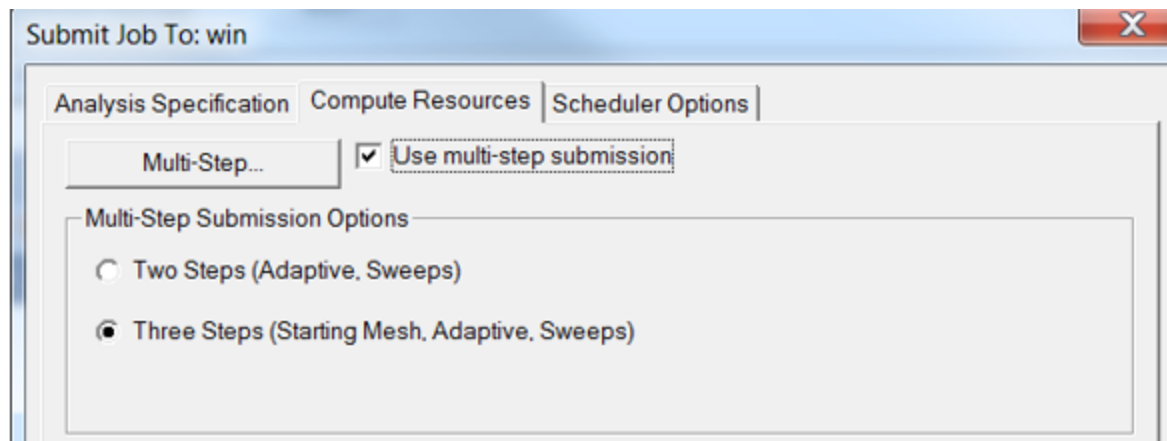 Submit Job To: win
Analysis Specification Compute Resources Scheduler Options
Multi-Step... Use multi-step submission
Multi-Step Submission Options
Two Steps (Adaptive, Sweeps)
Three Steps (Starting Mesh, Adaptive, Sweeps)